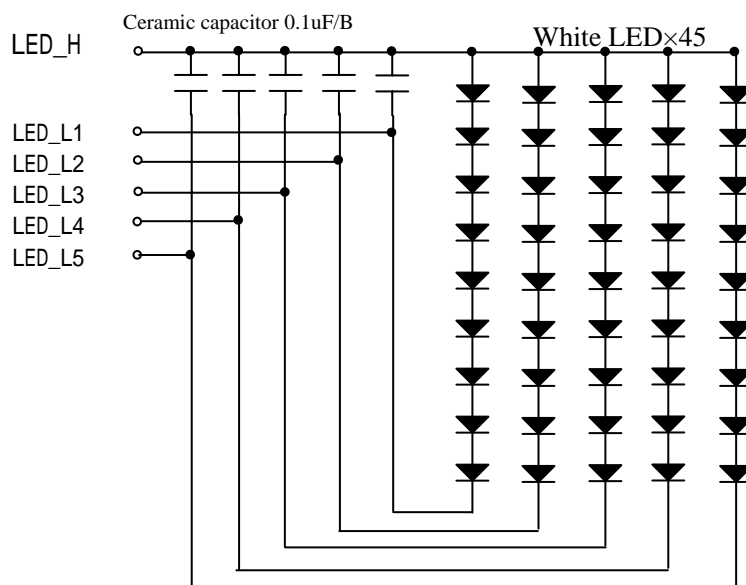 Ceramic capacitor 0.1uF/B
LED_H
White LED×45
LED_L1
LED_L2
LED_L3
LED_L4
LED_L5